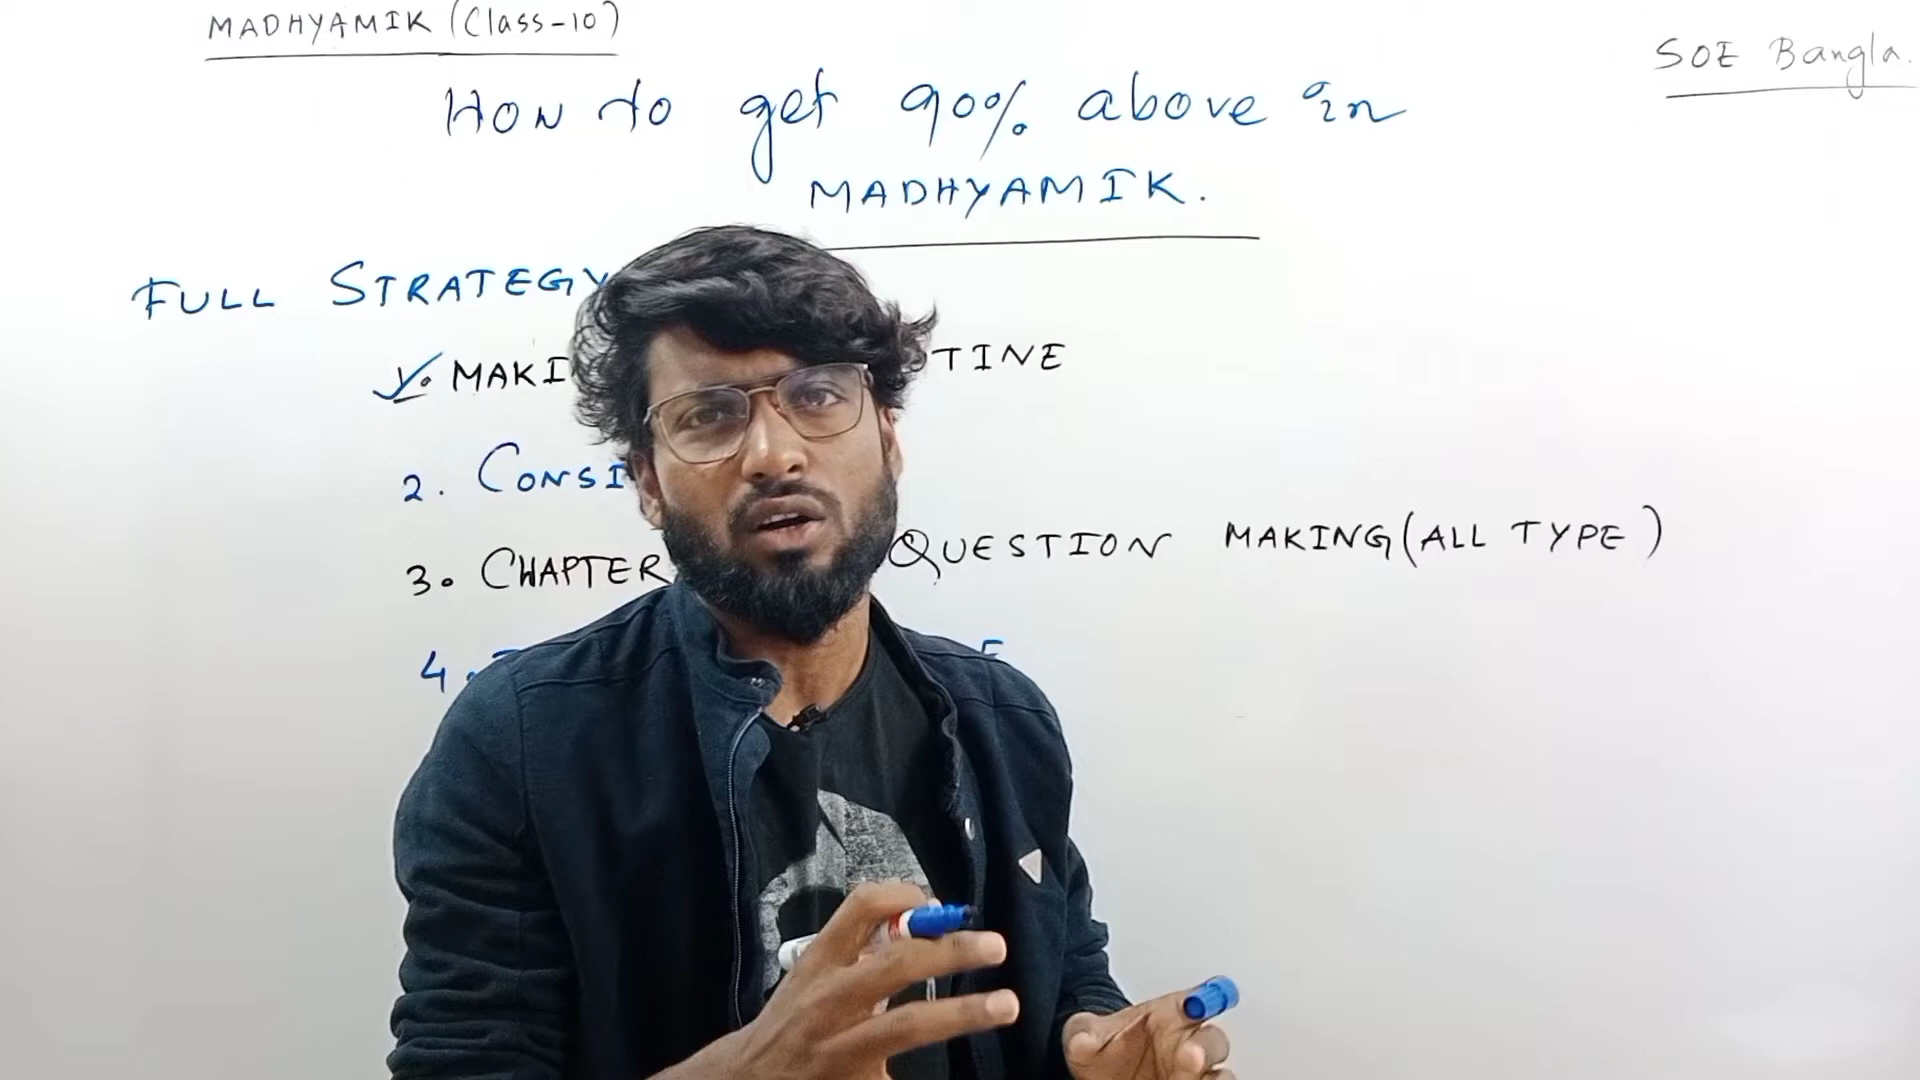 MADHYAMIK (Class-10)
SOE Bangla.
How to get 90% above in
MADHYAMIK.
FULL STRATEGY
1. MAKI TINE
2. CONSI
3. CHAPTER QUESTION MAKING (ALL TYPE)
4.